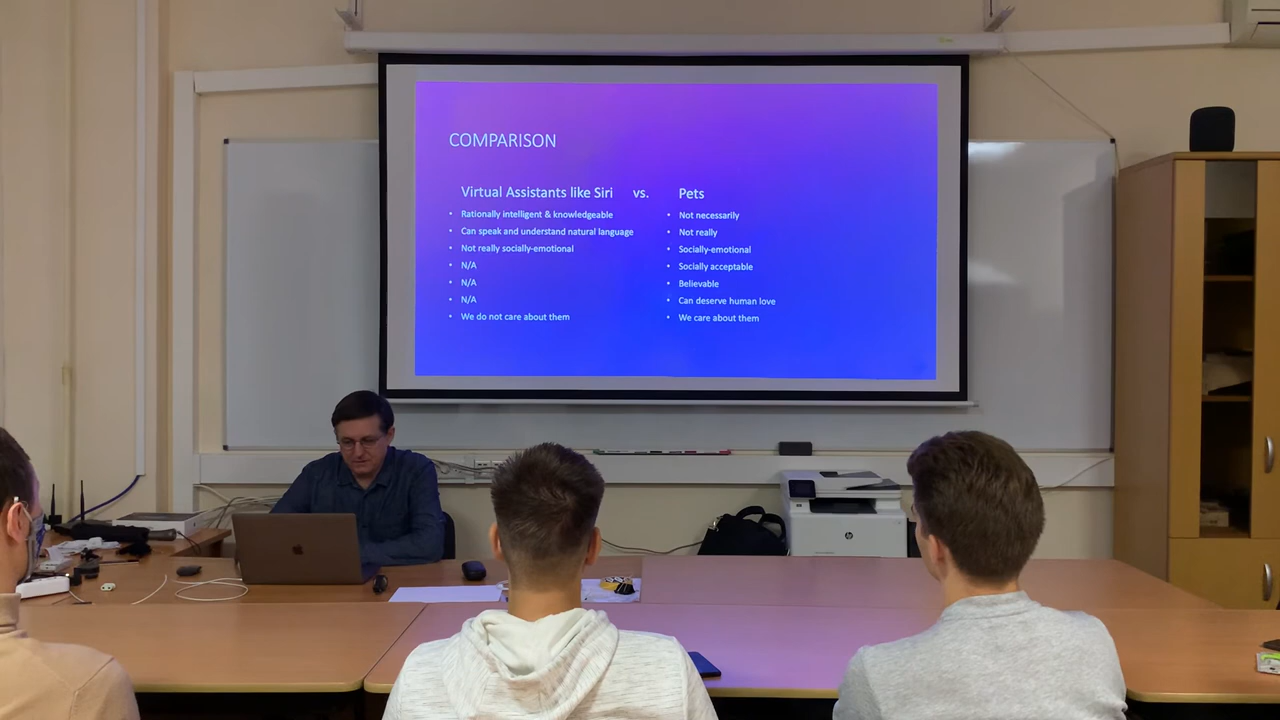 COMPARISON
Virtual Assistants like Siri vs. Pets
• Rationally intelligent & knowledgeable
• Can speak and understand natural language
• Not really socially-emotional
• N/A
• N/A
• N/A
• We do not care about them
• Not necessarily
• Not really
• Socially-emotional
• Socially acceptable
• Believable
• Can deserve human love
• We care about them
hp